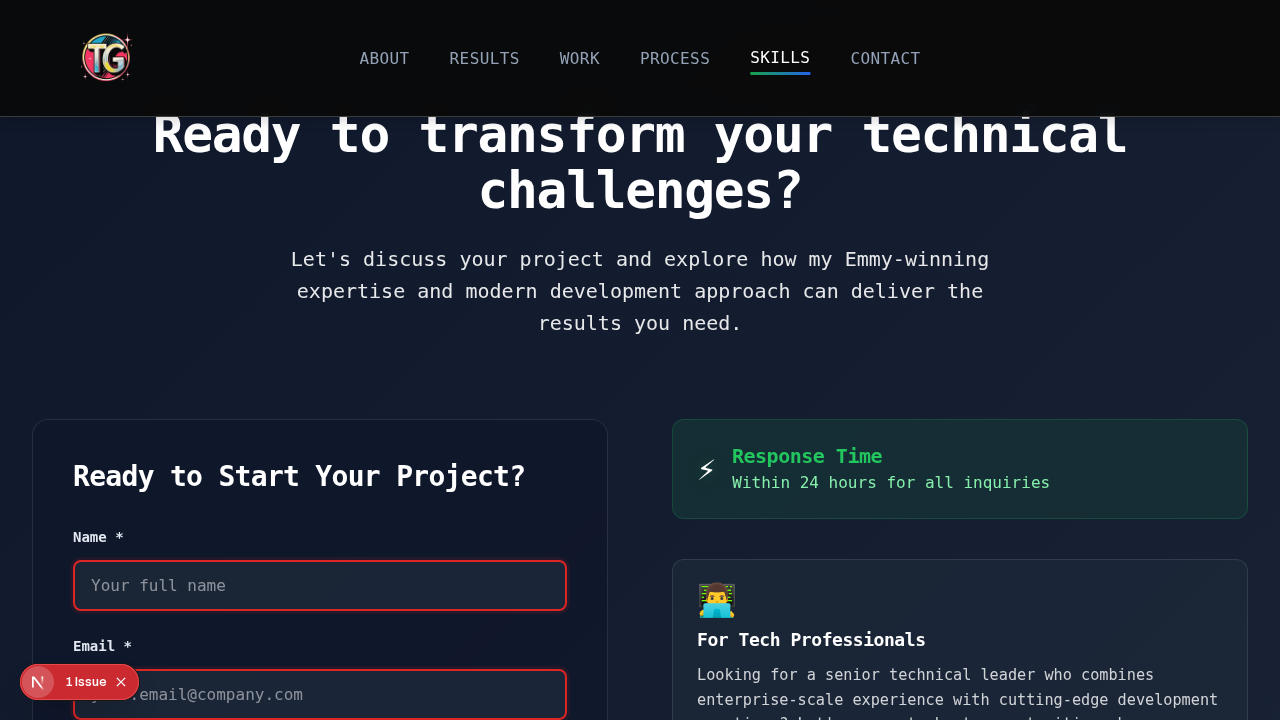 TG
ABOUT
RESULTS
WORK
PROCESS
SKILLS
CONTACT
Ready to transform your technical
challenges?
Let's discuss your project and explore how my Emmy-winning
expertise and modern development approach can deliver the
results you need.
Ready to Start Your Project?
Name *
Your full name
Email *
.email@company.com
N
1 Issue
⚡
Response Time
Within 24 hours for all inquiries
For Tech Professionals
Looking for a senior technical leader who combines
enterprise-scale experience with cutting-edge development